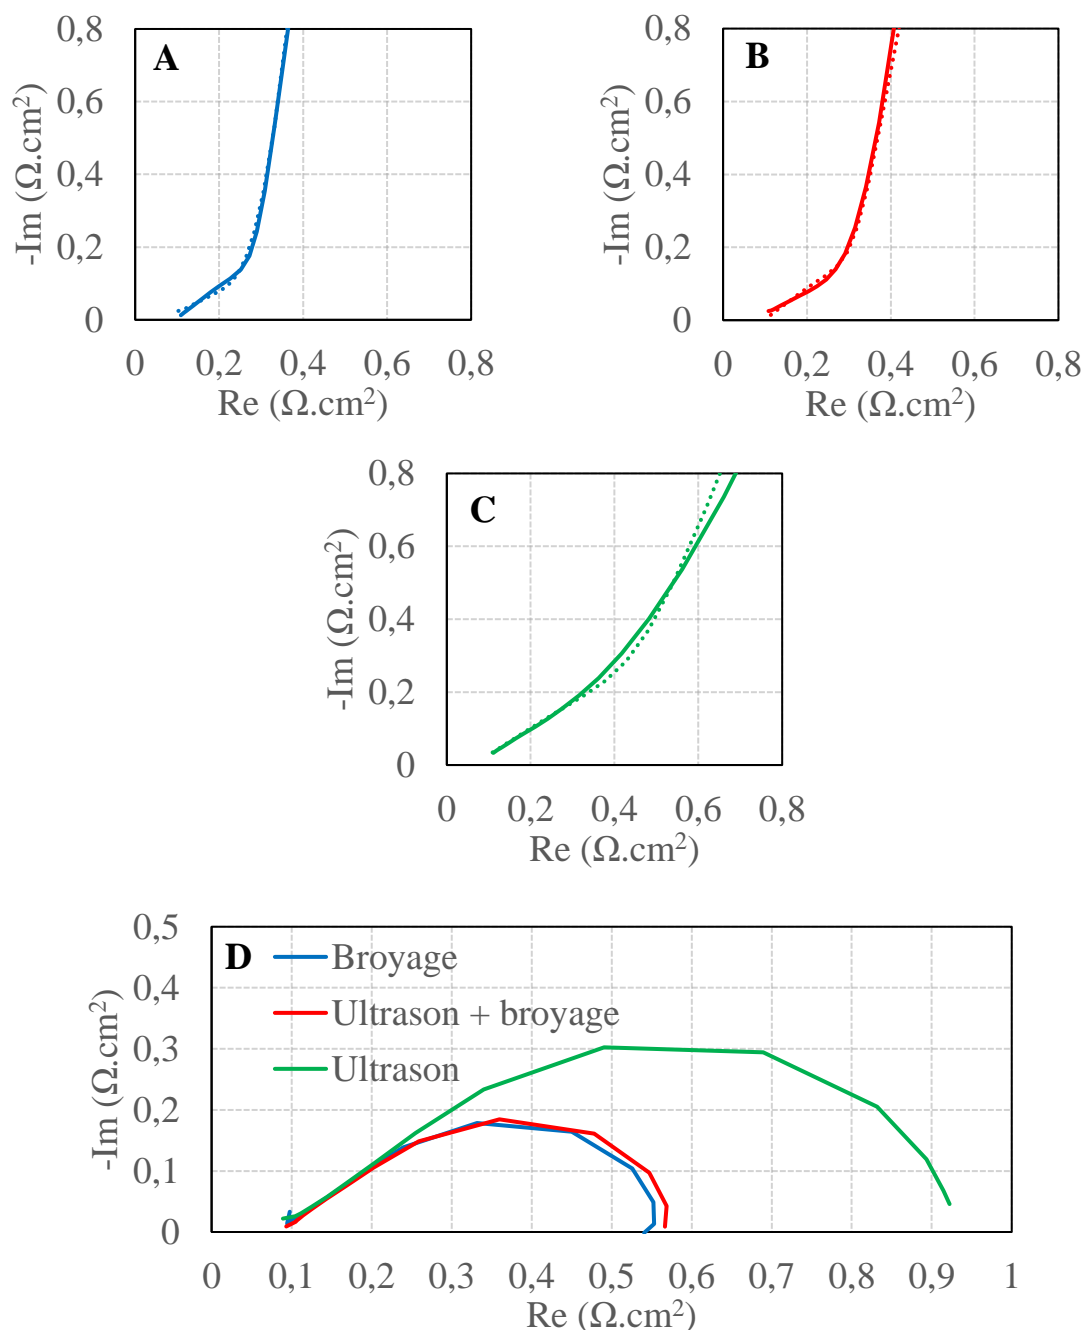 A
0,8
0,6
0,4
0,2
0
-Im (Ω.cm²)
0 0,2 0,4 0,6 0,8
Re (Ω.cm²)
B
0,8
0,6
0,4
0,2
0
-Im (Ω.cm²)
0 0,2 0,4 0,6 0,8
Re (Ω.cm²)
C
0,8
0,6
0,4
0,2
0
-Im (Ω.cm²)
0 0,2 0,4 0,6 0,8
Re (Ω.cm²)
D
Broyage
Ultrason + broyage
Ultrason
0,5
0,4
0,3
0,2
0,1
0
-Im (Ω.cm²)
0 0,1 0,2 0,3 0,4 0,5 0,6 0,7 0,8 0,9 1
Re (Ω.cm²)